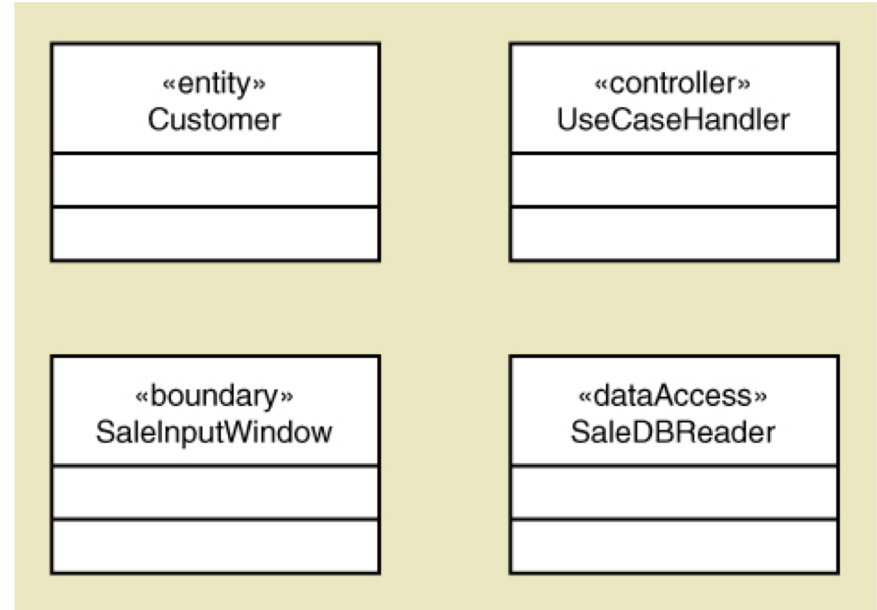 «entity»
Customer
«controller»
UseCaseHandler
«boundary»
SaleInputWindow
«dataAccess»
SaleDBReader